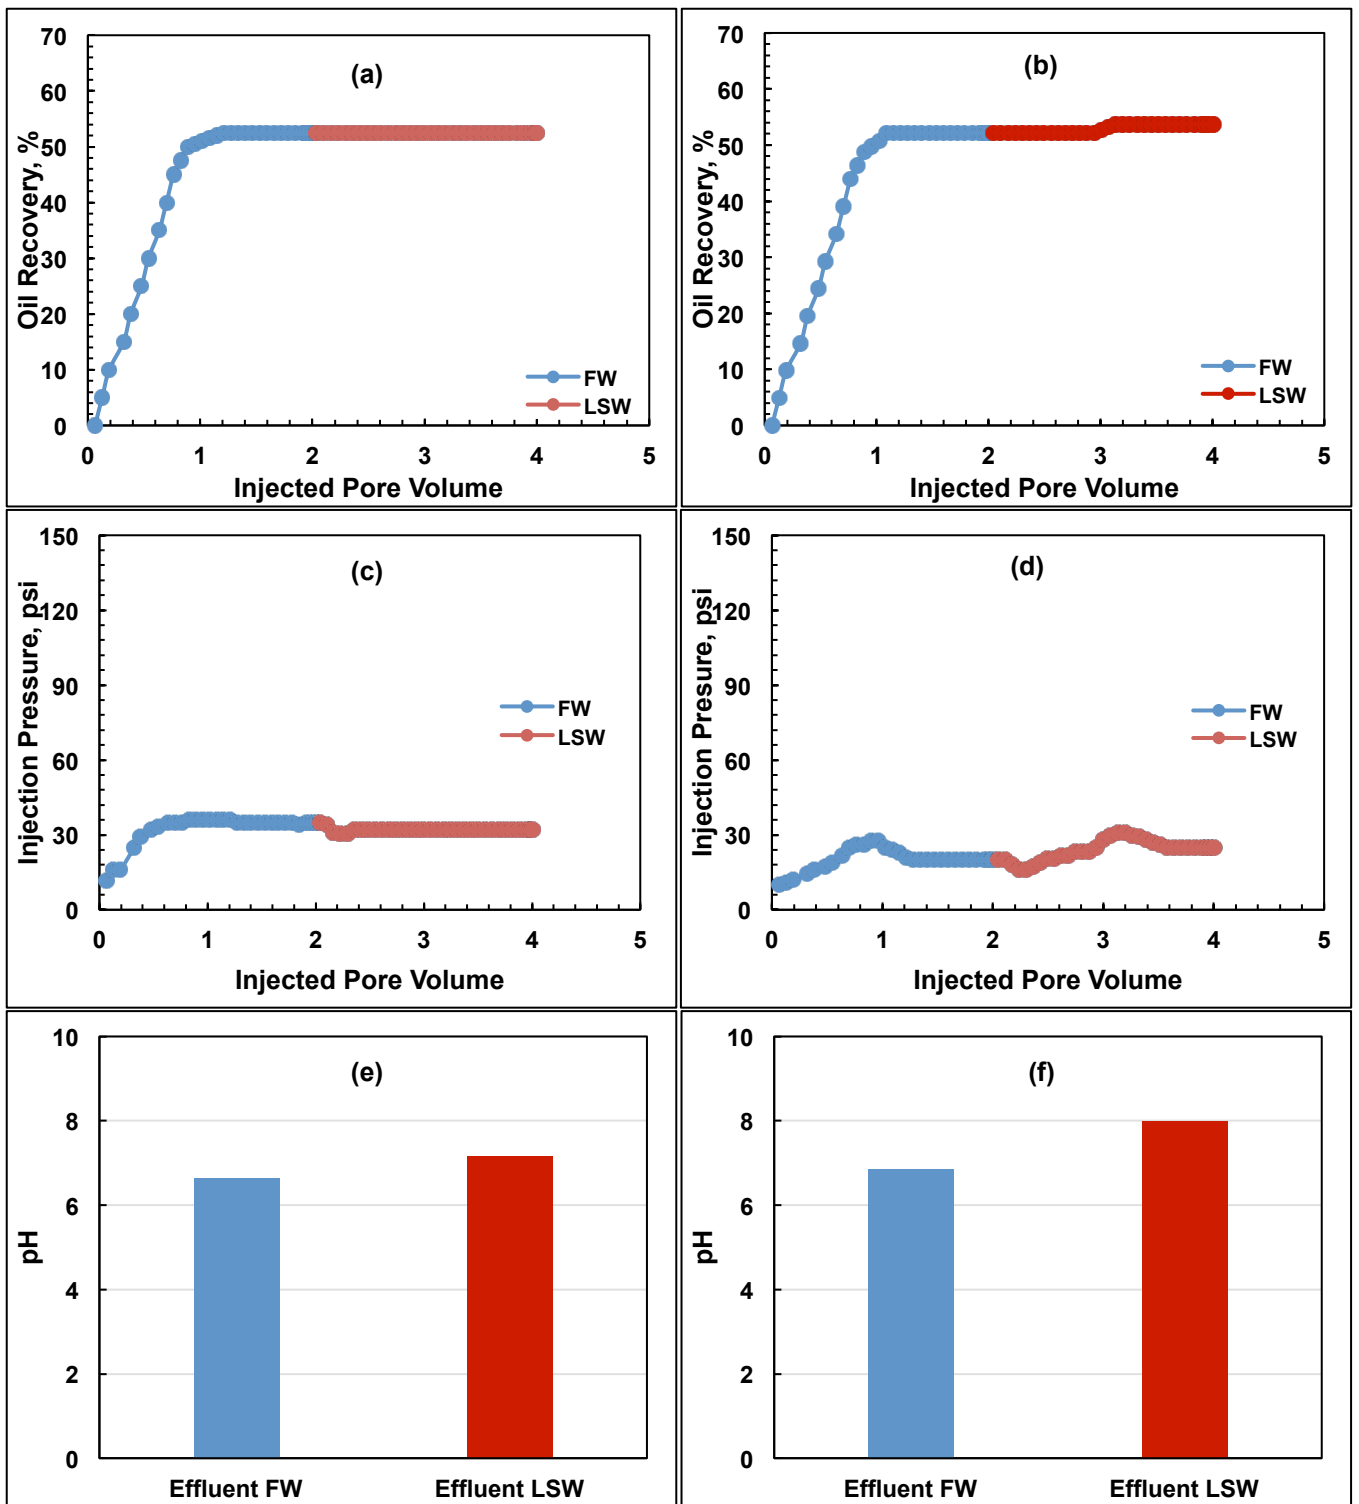 (a)
70
60
50
40
30
20
10
0
Oil Recovery, %
FW
LSW
0 1 2 3 4 5
Injected Pore Volume
(b)
70
60
50
40
30
20
10
0
Oil Recovery, %
FW
LSW
0 1 2 3 4 5
Injected Pore Volume
(c)
150
120
90
60
30
0
Injection Pressure, psi
FW
LSW
0 1 2 3 4 5
Injected Pore Volume
(d)
150
120
90
60
30
0
Injection Presure, psi
FW
LSW
0 1 2 3 4 5
Injected Pore Volume
(e)
10
8
6
4
2
0
pH
Effluent FW Effluent LSW
(f)
10
8
6
4
2
0
pH
Effluent FW Effluent LSW